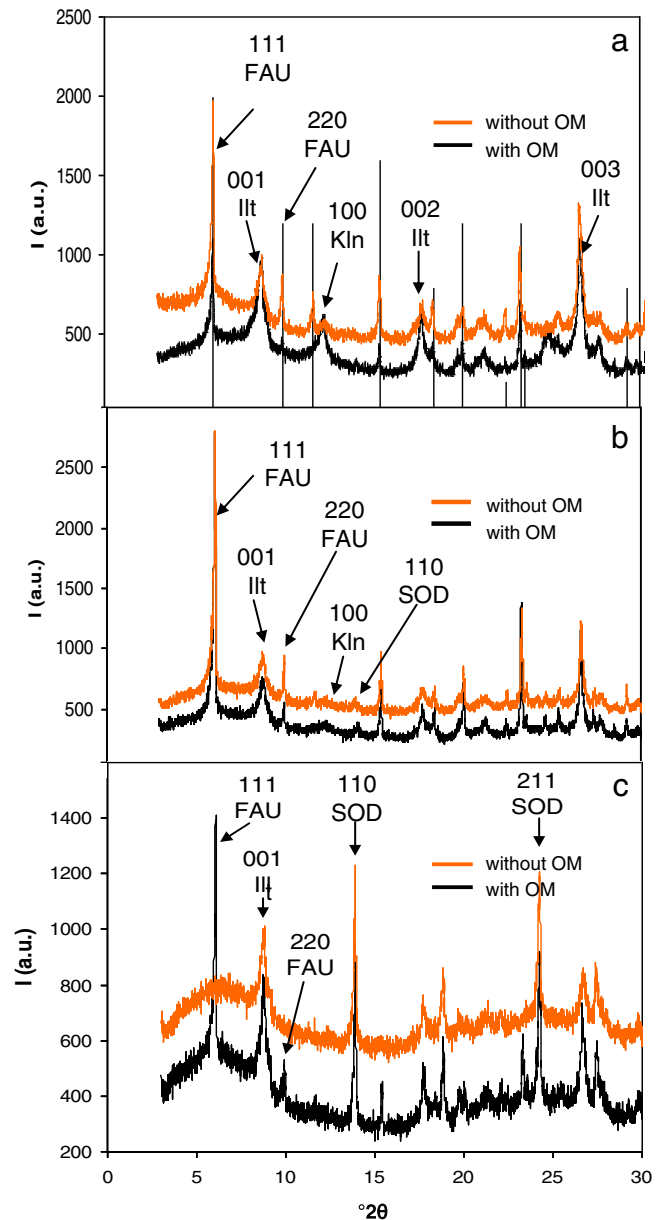 2500
2000
1500
1000
500
I (a.u.)
a
111
FAU
220
FAU
001
Ilt
100
Kln
002
Ilt
003
Ilt
without OM
with OM
2500
2000
1500
1000
500
I (a.u.)
b
111
FAU
220
FAU
001
Ilt
100
Kln
110
SOD
without OM
with OM
1400
1200
1000
800
600
400
200
I (a.u.)
c
111
FAU
110
SOD
211
SOD
001
Ilt
220
FAU
without OM
with OM
0
5
10
15
20
25
30
°2θ